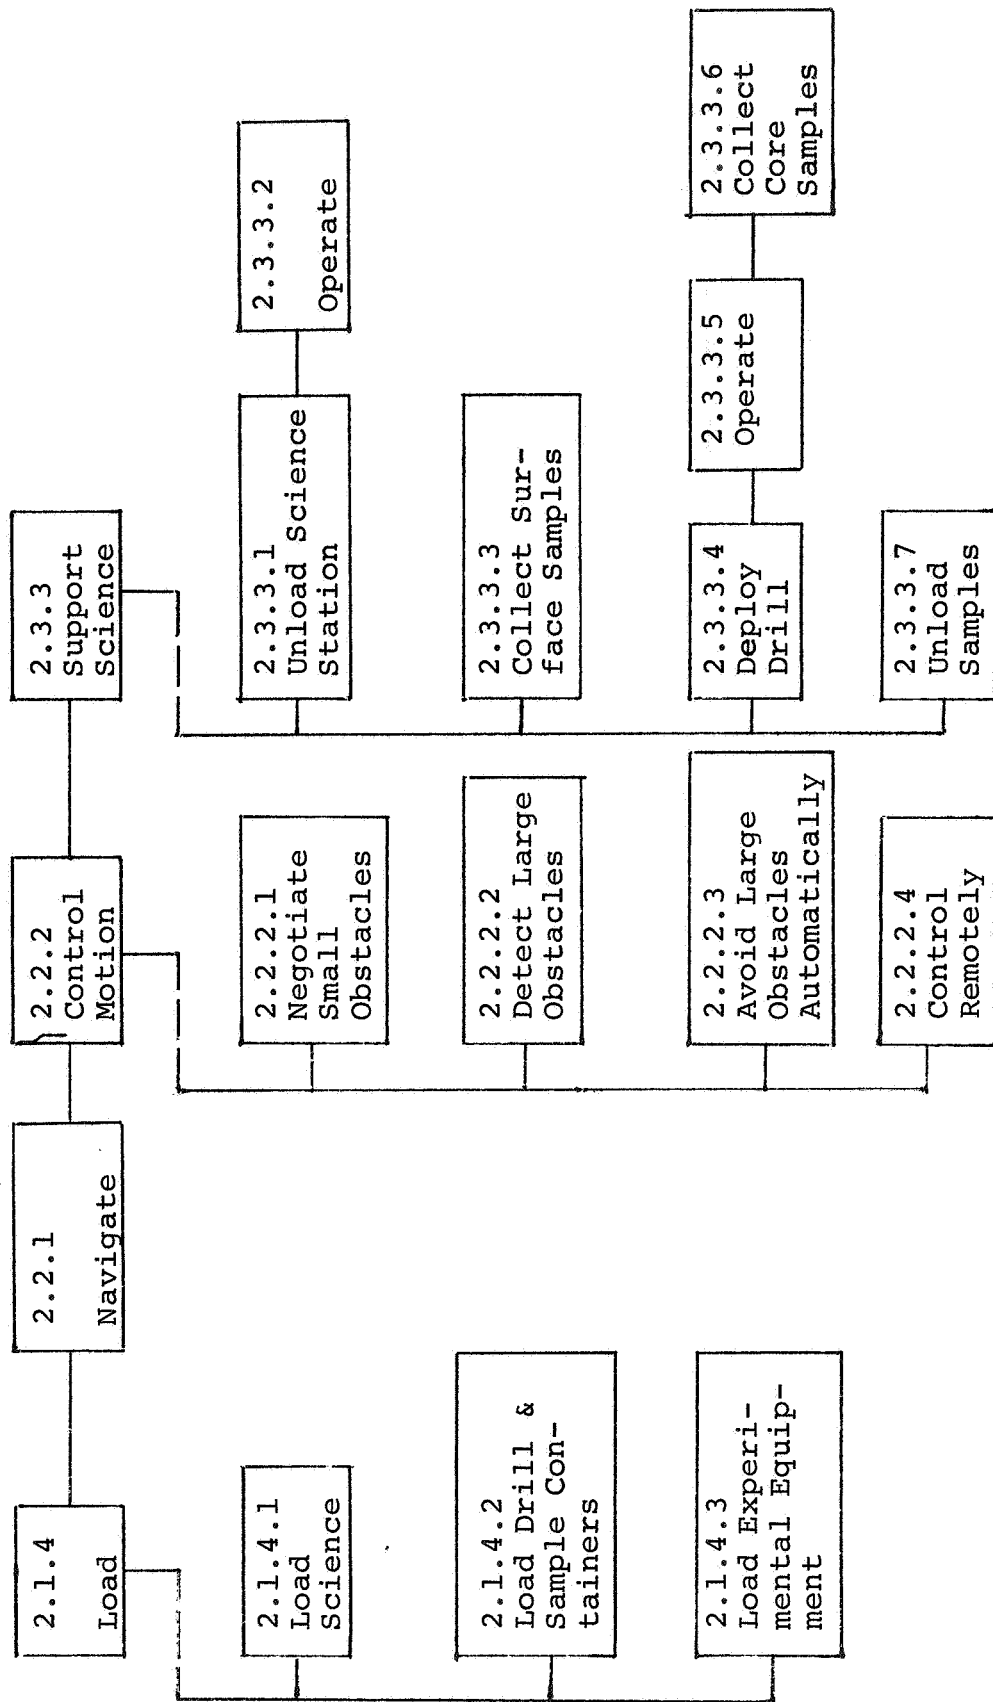 2.1.4
Load
2.2.1
Navigate
2.2.2
Control
Motion
2.3.3
Support
Science
2.1.4.1
Load
Science
2.2.2.1
Negotiate
Small
Obstacles
2.3.3.1
Unload Science
Station
2.3.3.2
Operate
2.1.4.2
Load Drill &
Sample Con-
tainers
2.2.2.2
Detect Large
Obstacles
2.3.3.3
Collect Sur-
face Samples
2.1.4.3
Load Experi-
mental Equip-
ment
2.2.2.3
Avoid Large
Obstacles
Automatically
2.3.3.4
Deploy
Drill
2.3.3.5
Operate
2.3.3.6
Collect
Core
Samples
2.2.2.4
Control
Remotely
2.3.3.7
Unload
Samples